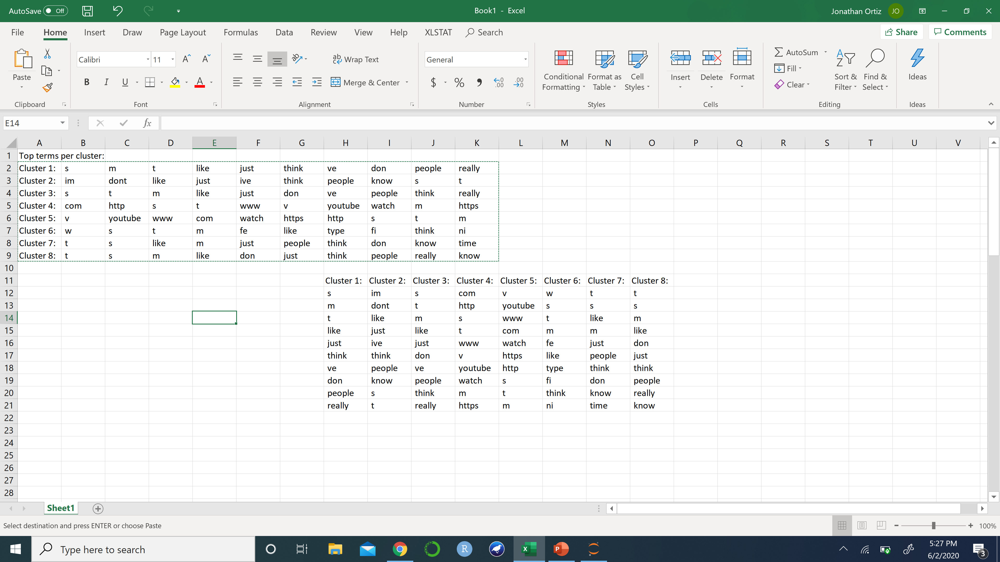 AutoSave Off Book1 - Excel Jonathan Ortiz JO
File Home Insert Draw Page Layout Formulas Data Review View Help XLSTAT Search Share Comments
Paste Calibri 11 A A ab c Wrap Text General Conditional Formatting Format as Table Cell Styles Insert Delete Format AutoSum Fill Clear Sort & Filter Find & Select Ideas
B I U A Merge & Center $ % , .00 .0
Clipboard Font Alignment Number Styles Cells Editing Ideas
E14 fx
A B C D E F G H I J K L M N O P Q R S T U V
1 Top terms per cluster:
2 Cluster 1: s m t like just think ve don people really
3 Cluster 2: im dont like just ive think people know s t
4 Cluster 3: s t m like just don ve people think really
5 Cluster 4: com http s t www v youtube watch m https
6 Cluster 5: v youtube www com watch https http s t m
7 Cluster 6: w s t m fe like type fi think ni
8 Cluster 7: t s like m just people think don know time
9 Cluster 8: t s m like don just think people really know
10
11 Cluster 1: Cluster 2: Cluster 3: Cluster 4: Cluster 5: Cluster 6: Cluster 7: Cluster 8:
12 s im s com v w t t
13 m dont t http youtube s s s
14 t like m s www t like m
15 like just like t com m m like
16 just ive just www watch fe just don
17 think think don v https like people just
18 ve people ve youtube http type think think
19 don know people watch s fi don people
20 people s think m t think know really
21 really t really https m ni time know
22
23
24
25
26
27
28
Sheet1
Select destination and press ENTER or choose Paste 100%
Type here to search R X P 5:27 PM
6/2/2020 3